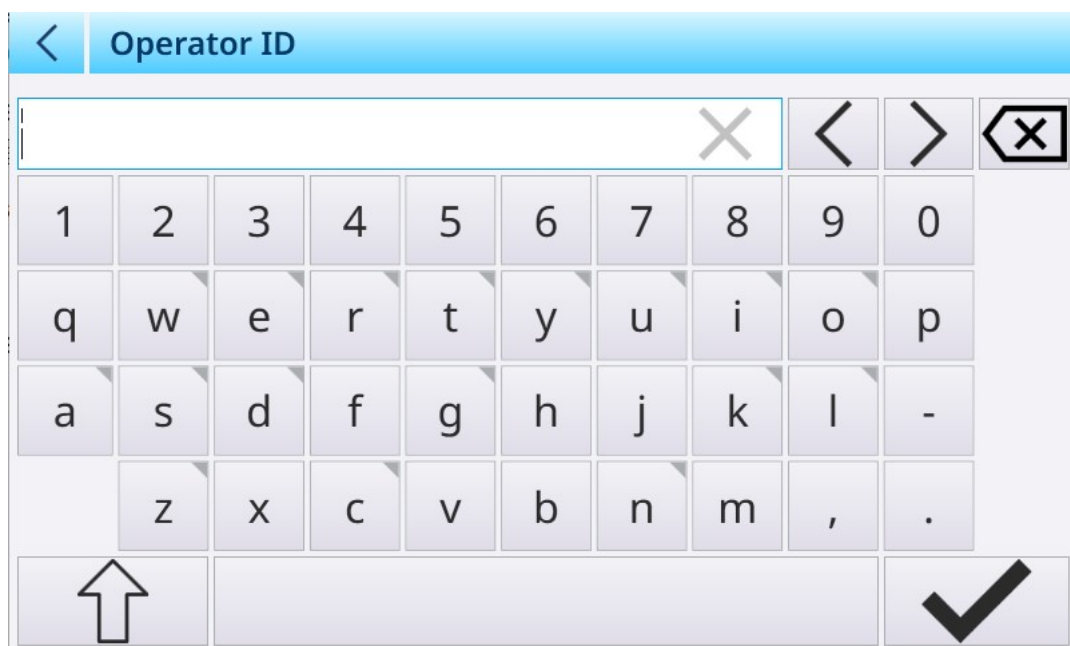 Operator ID
1 2 3 4 5 6 7 8 9 0
q w e r t y u i o p
a s d f g h j k l -
z x c v b n m , .